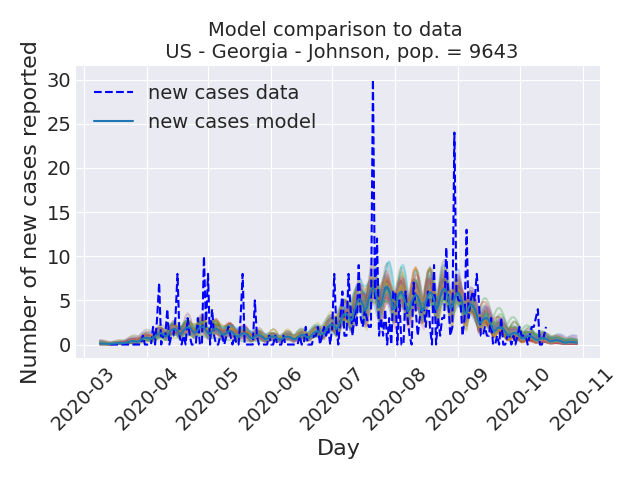 Model comparison to data
US - Georgia - Johnson, pop. = 9643
new cases data
new cases model
Number of new cases reported
30
25
20
15
10
5
0
2020-03
2020-04
2020-05
2020-06
2020-07
2020-08
2020-09
2020-10
2020-11
Day